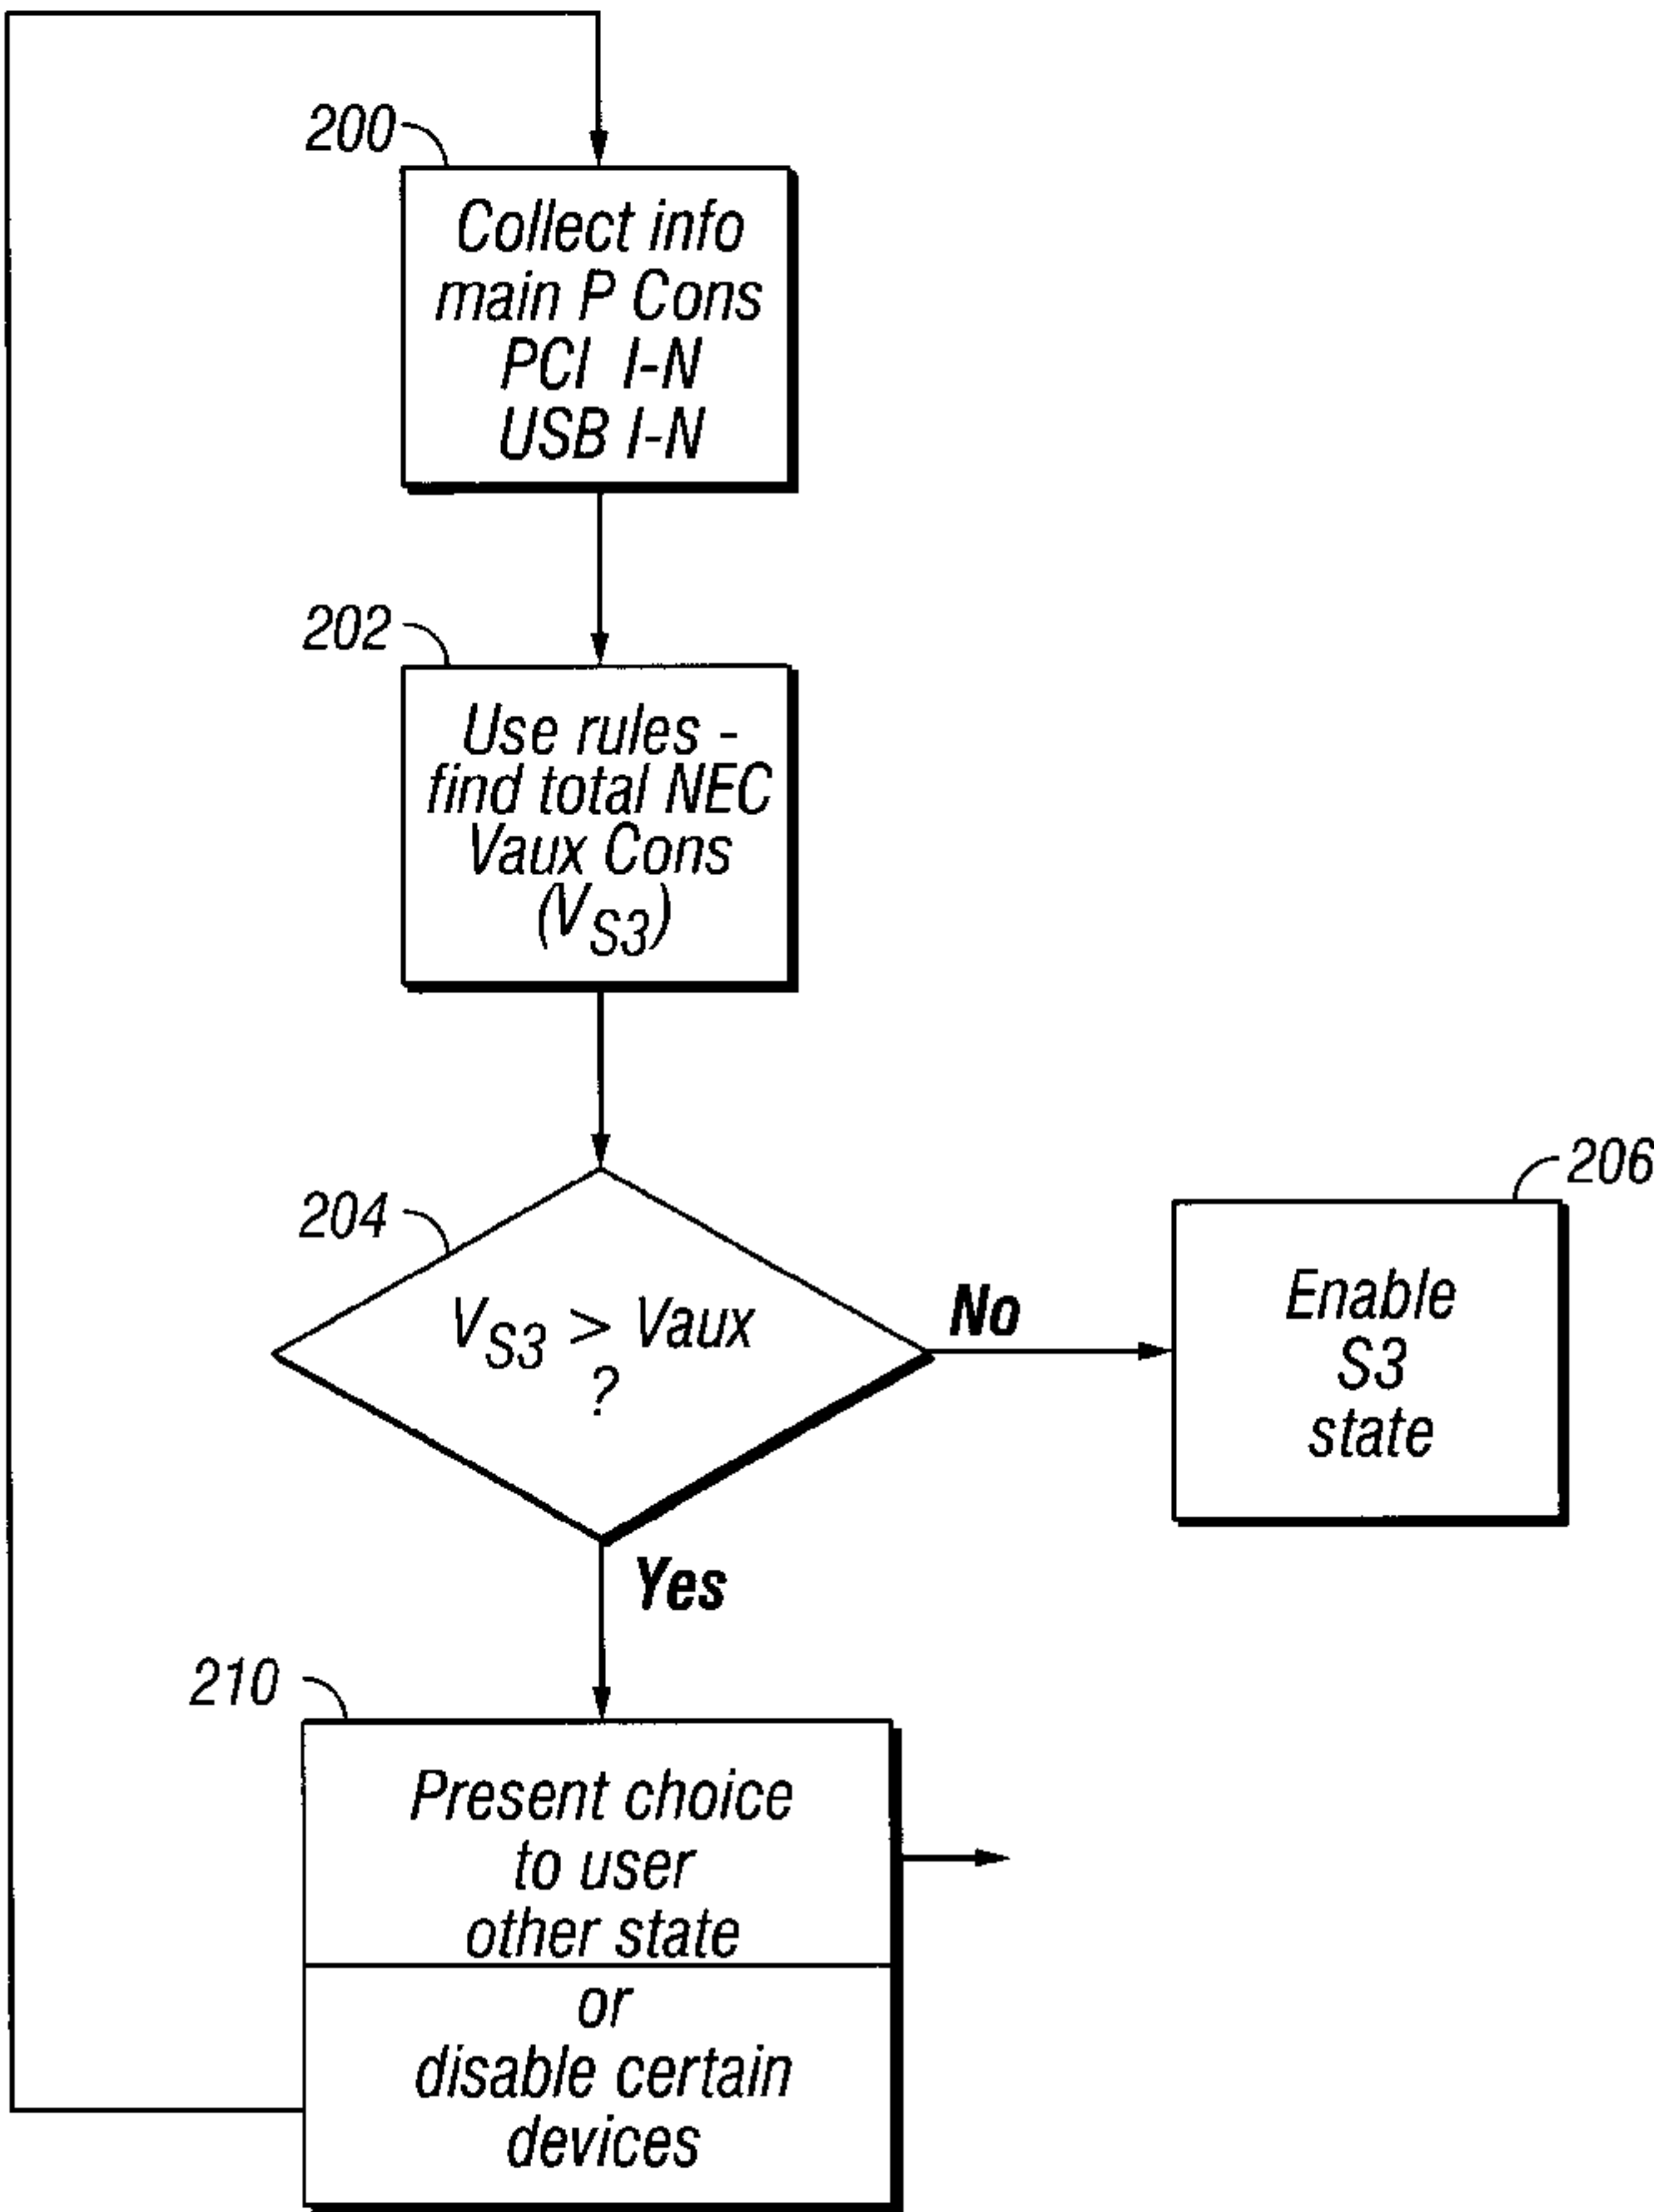 200
Collect info
main P Cons
PCI I-N
USB I-N
202
Use rules -
find total NEC
Vaux Cons
(VS3)
204
VS3 > Vaux
?
No
206
Enable
S3
state
Yes
210
Present choice
to user
other state
or
disable certain
devices